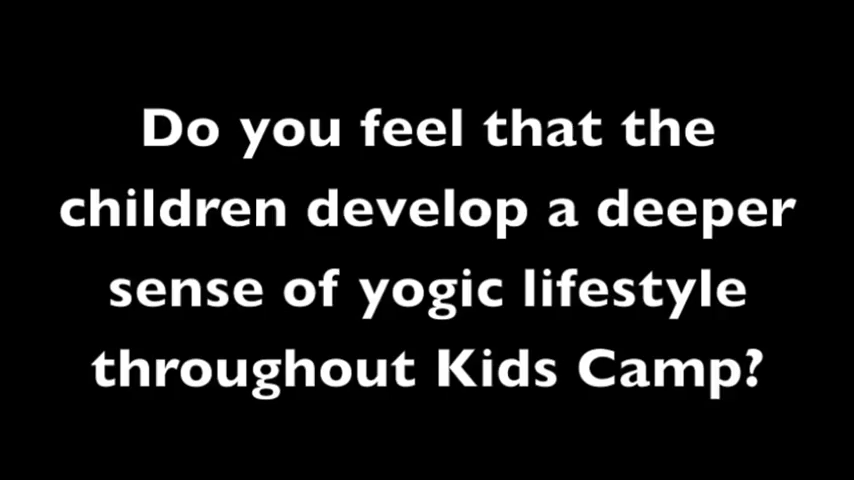 Do you feel that the
children develop a deeper
sense of yogic lifestyle
throughout Kids Camp?